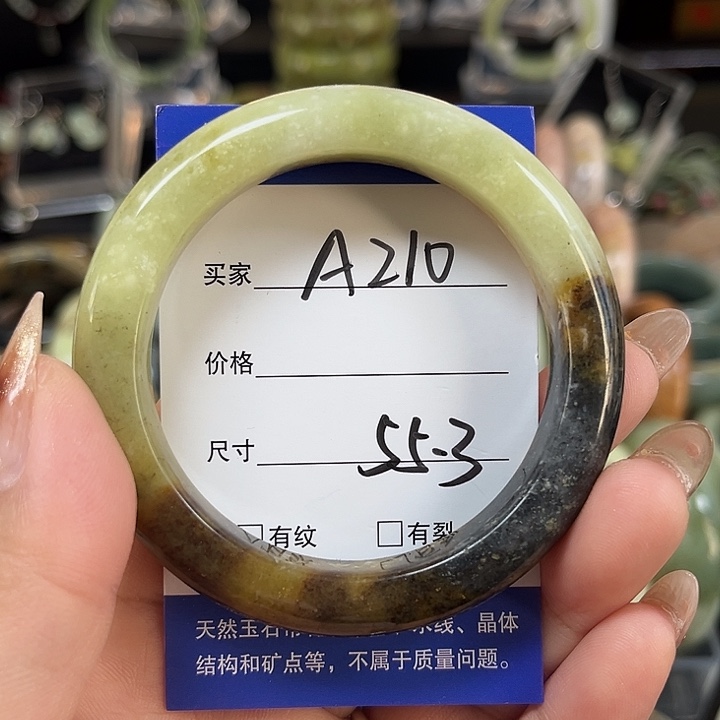 买家 A210
价格
尺寸 55.3
有纹 有裂
天然玉石 水线、晶体
结构和矿点等，不属于质量问题。